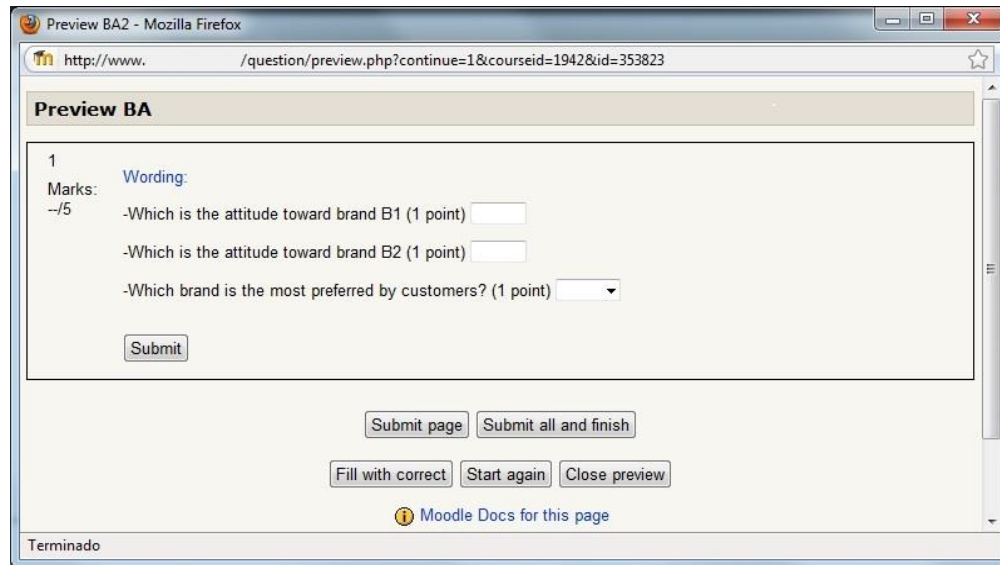 Preview BA2 - Mozilla Firefox
http://www. /question/preview.php?continue=1&courseid=1942&id=353823
Preview BA
1
Marks:
--/5
Wording:
-Which is the attitude toward brand B1 (1 point)
-Which is the attitude toward brand B2 (1 point)
-Which brand is the most preferred by customers? (1 point)
Submit
Submit page Submit all and finish
Fill with correct Start again Close preview
Moodle Docs for this page
Terminado